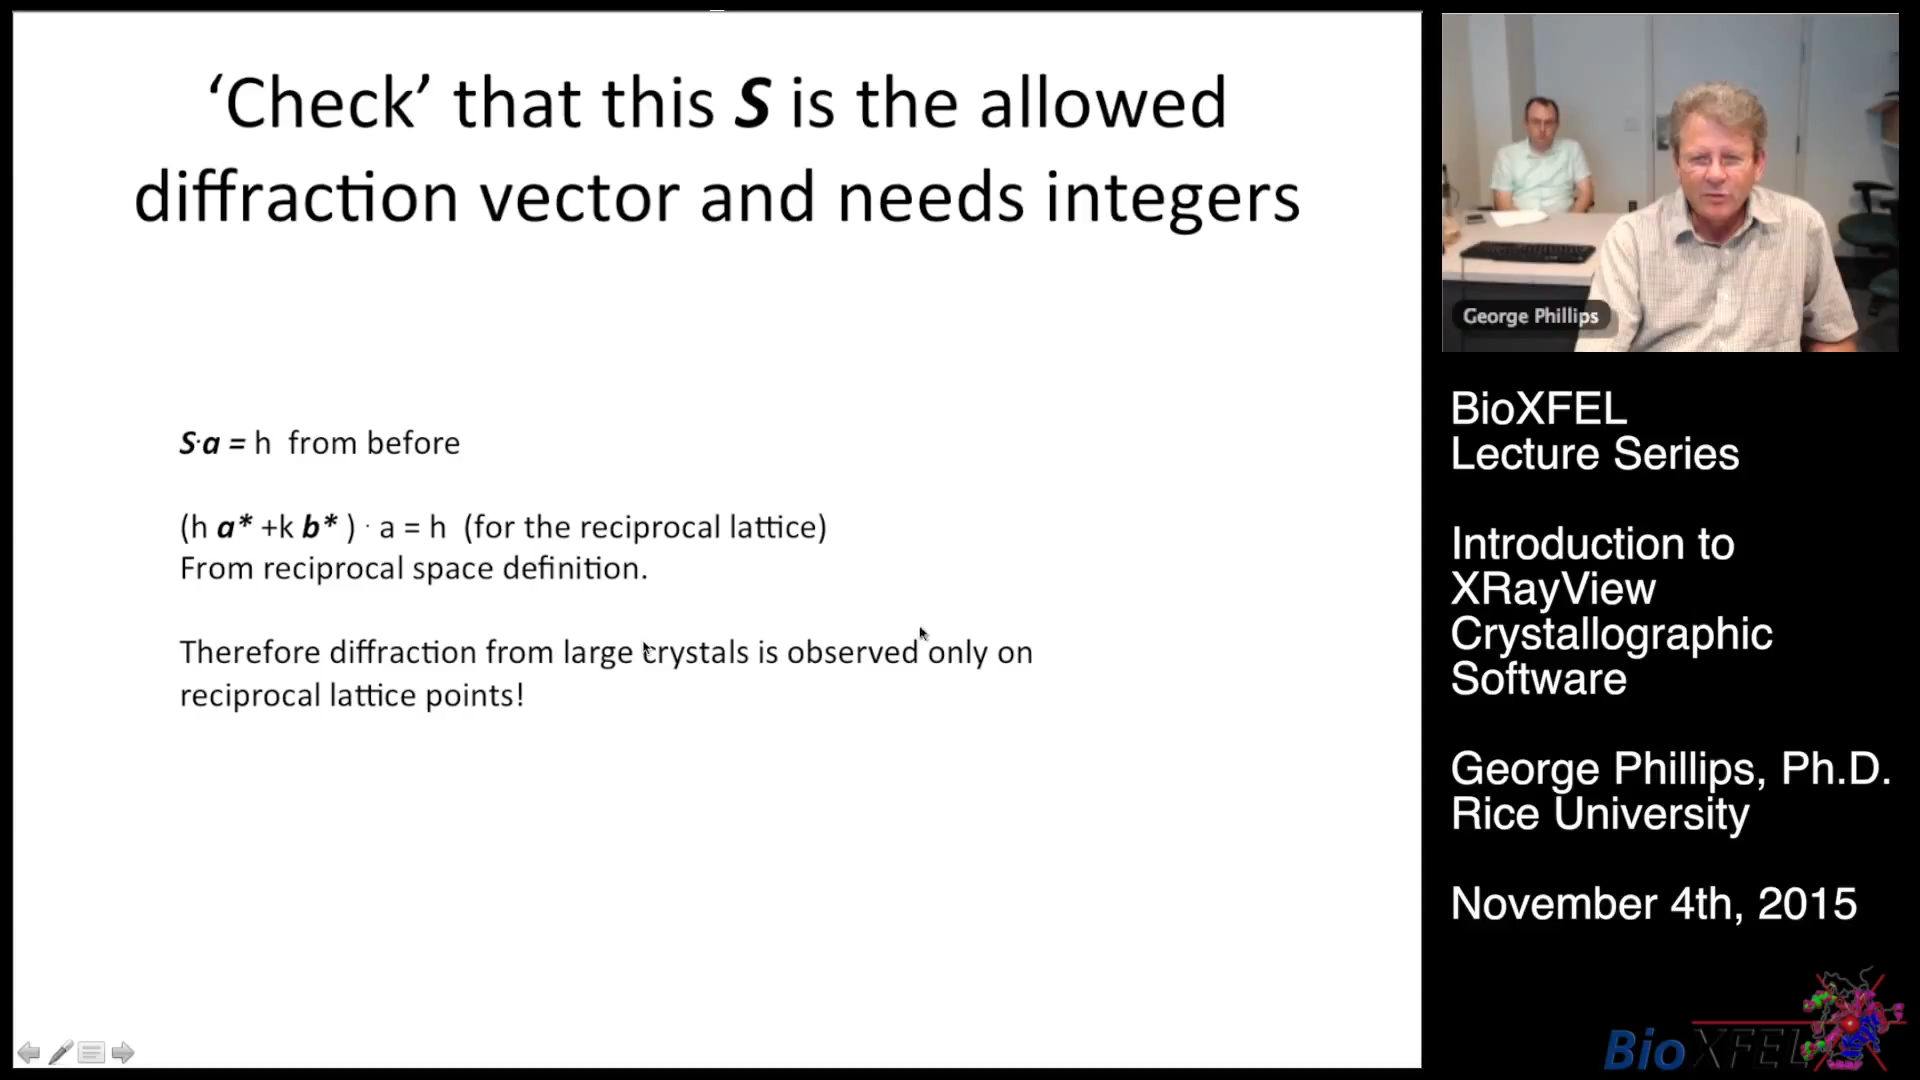 ‘Check’ that this S is the allowed
diffraction vector and needs integers
S·a = h from before
(h a* +k b* ) · a = h (for the reciprocal lattice)
From reciprocal space definition.
Therefore diffraction from large crystals is observed only on
reciprocal lattice points!
George Phillips
BioXFEL
Lecture Series
Introduction to
XRayView
Crystallographic
Software
George Phillips, Ph.D.
Rice University
November 4th, 2015
BioXFEL